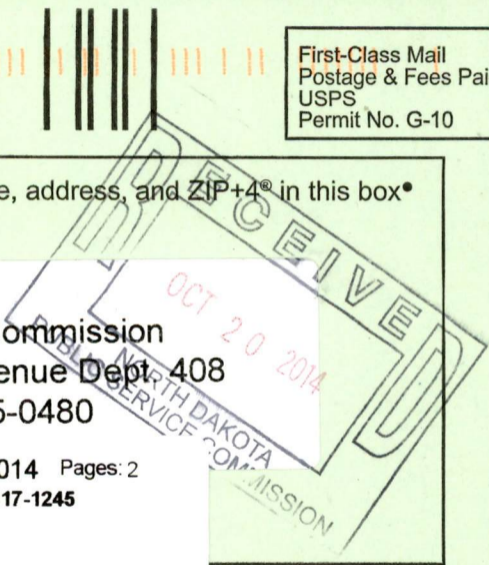 First-Class Mail
Postage & Fees Pai
USPS
Permit No. G-10
e, address, and ZIP+4® in this box•
RECEIVED
OCT 20 2014
NORTH DAKOTA
PUBLIC SERVICE COMMISSION
ommission
enue Dept 408
5-0480
014 Pages: 2
17-1245